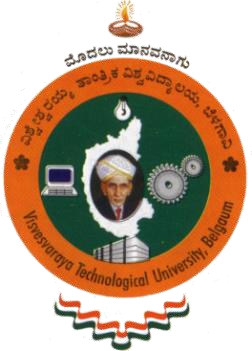 ಮೊದಲು ಮಾನವನಾಗು
ವಿಶ್ವೇಶ್ವರಯ್ಯ ತಾಂತ್ರಿಕ ವಿಶ್ವವಿದ್ಯಾಲಯ, ಬೆಳಗಾವಿ
Visvesvaraya Technological University, Belgaum